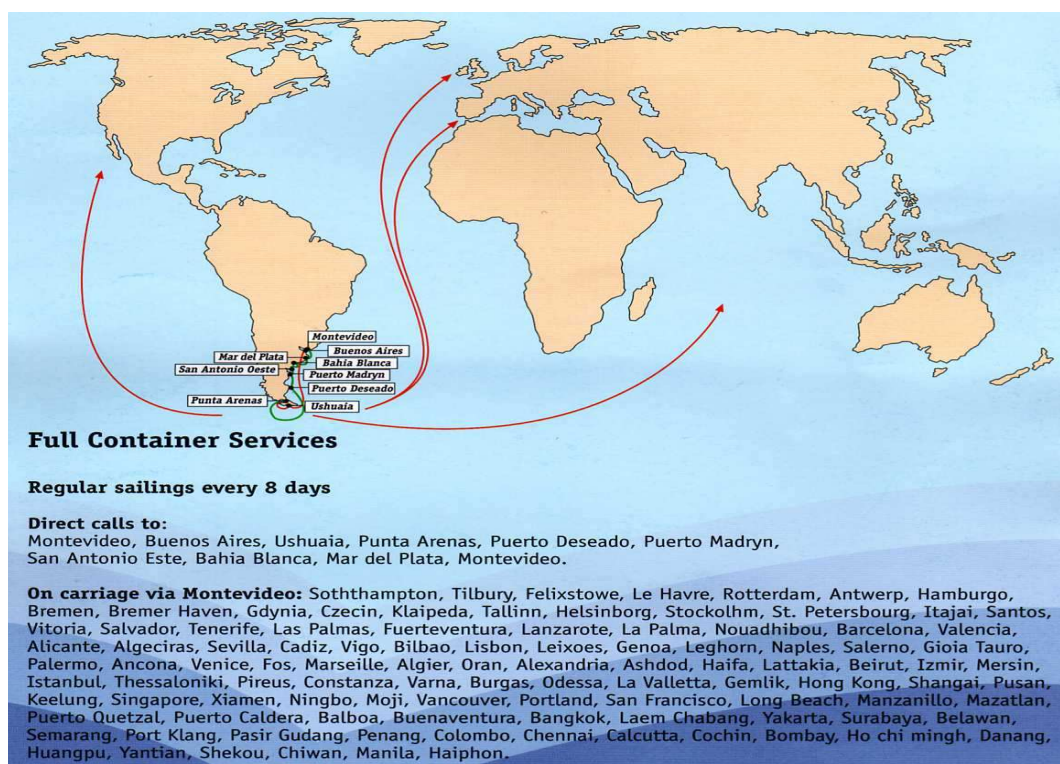 Montevideo
Buenos Aires
Mar del Plata
Bahia Blanca
San Antonio Oeste
Puerto Madryn
Puerto Deseado
Punta Arenas
Ushuaia
Full Container Services
Regular sailings every 8 days
Direct calls to:
Montevideo, Buenos Aires, Ushuaia, Punta Arenas, Puerto Deseado, Puerto Madryn,
San Antonio Este, Bahia Blanca, Mar del Plata, Montevideo.
On carriage via Montevideo: Soththampton, Tilbury, Felixstowe, Le Havre, Rotterdam, Antwerp, Hamburgo,
Bremen, Bremer Haven, Gdynia, Czecin, Klaipeda, Tallinn, Helsinborg, Stockolhm, St. Petersbourg, Itajai, Santos,
Vitoria, Salvador, Tenerife, Las Palmas, Fuerteventura, Lanzarote, La Palma, Nouadhibou, Barcelona, Valencia,
Alicante, Algeciras, Sevilla, Cadiz, Vigo, Bilbao, Lisbon, Leixoes, Genoa, Leghorn, Naples, Salerno, Gioia Tauro,
Palermo, Ancona, Venice, Fos, Marseille, Algier, Oran, Alexandria, Ashdod, Haifa, Lattakia, Beirut, Izmir, Mersin,
Istanbul, Thessaloniki, Pireus, Constanza, Varna, Burgas, Odessa, La Valletta, Gemlik, Hong Kong, Shangai, Pusan,
Keelung, Singapore, Xiamen, Ningbo, Moji, Vancouver, Portland, San Francisco, Long Beach, Manzanillo, Mazatlan,
Puerto Quetzal, Puerto Caldera, Balboa, Buenaventura, Bangkok, Laem Chabang, Yakarta, Surabaya, Belawan,
Semarang, Port Klang, Pasir Gudang, Penang, Colombo, Chennai, Calcutta, Cochin, Bombay, Ho chi mingh, Danang,
Huangpu, Yantian, Shekou, Chiwan, Manila, Haiphon.